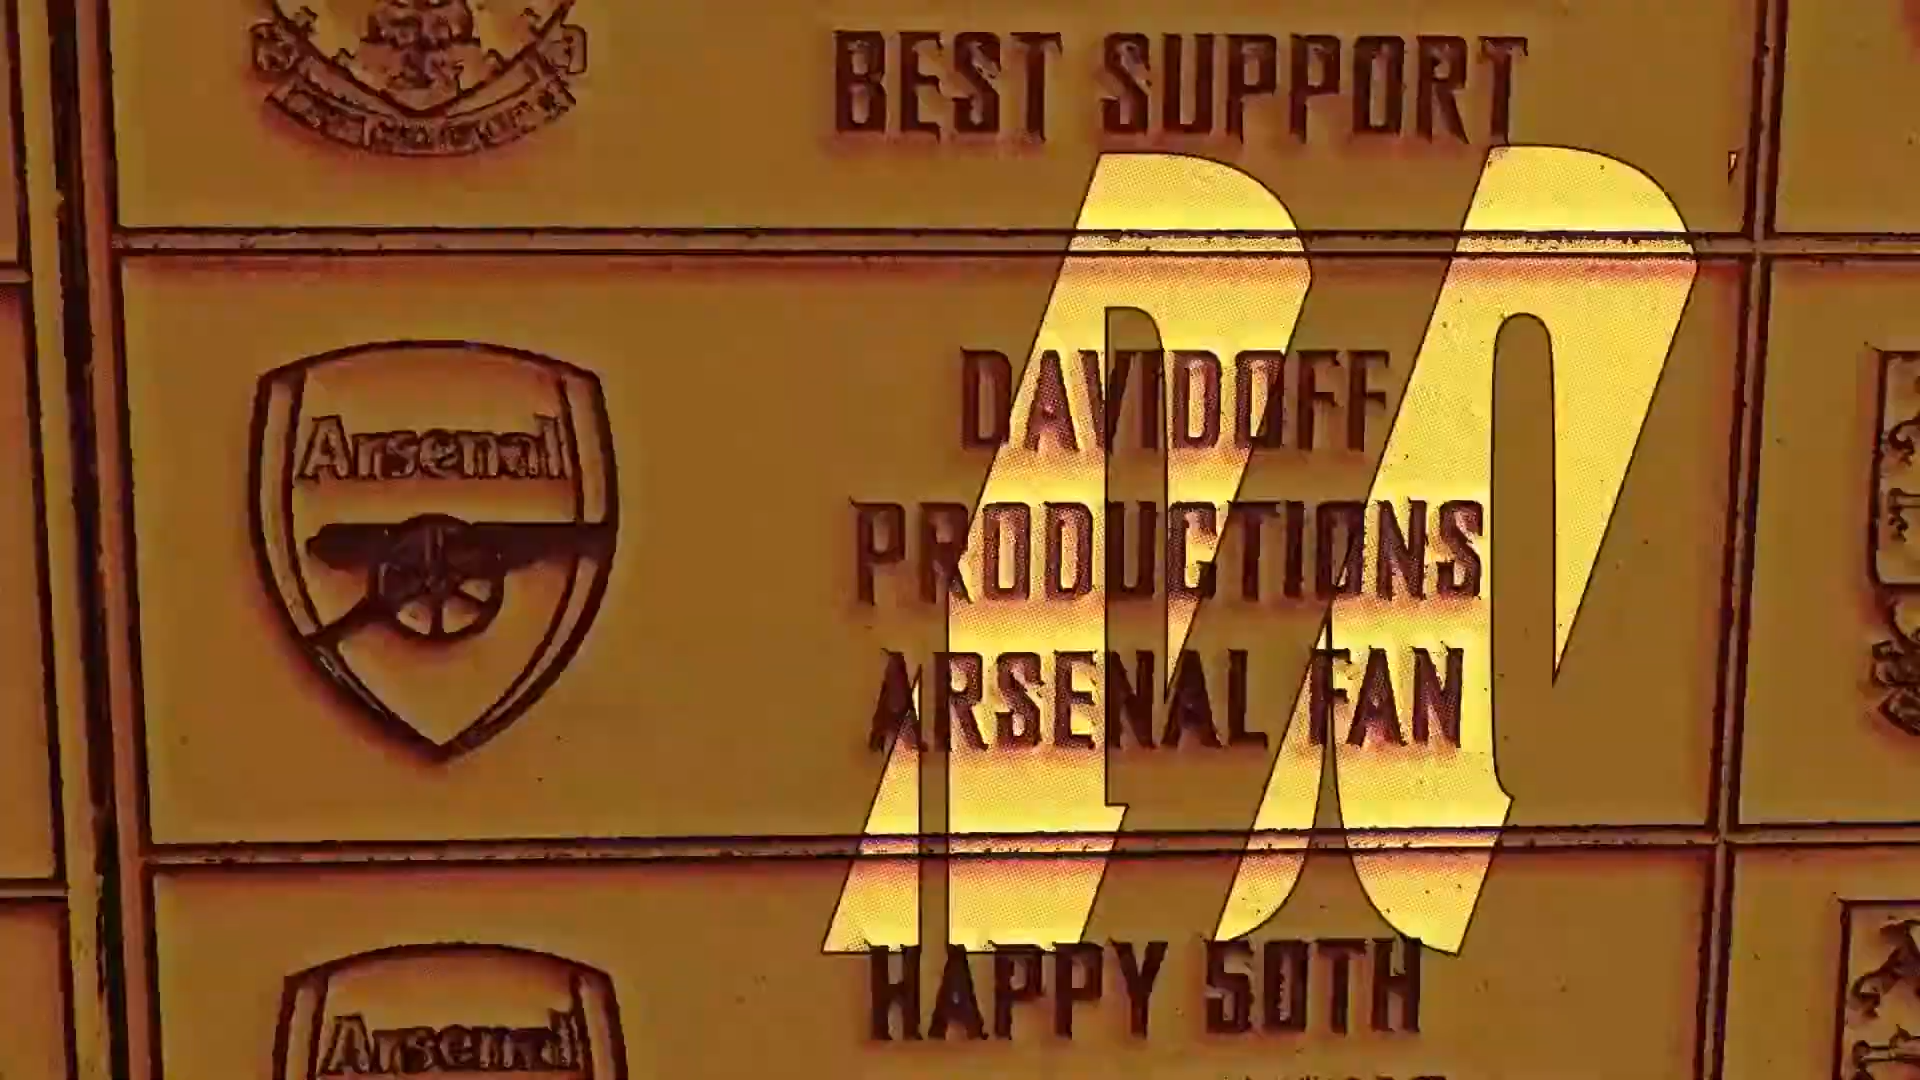 BEST SUPPORT
Arsenal
DAVIDOFF
PRODUCTIONS
ARSENAL FAN
Arsenal
HAPPY 50TH